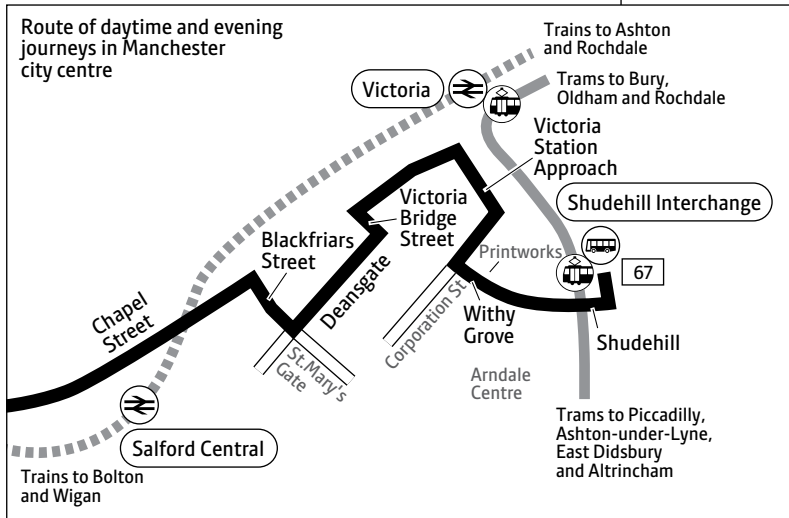 Route of daytime and evening
journeys in Manchester
city centre
Trains to Ashton
and Rochdale
Victoria
Trams to Bury,
Oldham and Rochdale
Victoria
Station
Approach
Shudehill Interchange
Victoria
Bridge
Street
Blackfriars
Street
Printworks
67
Deansgate
Chapel
Street
Corporation St
Withy
Grove
Shudehill
St.Mary's
Gate
Arndale
Centre
Salford Central
Trams to Piccadilly,
Ashton-under-Lyne,
East Didsbury
and Altrincham
Trains to Bolton
and Wigan